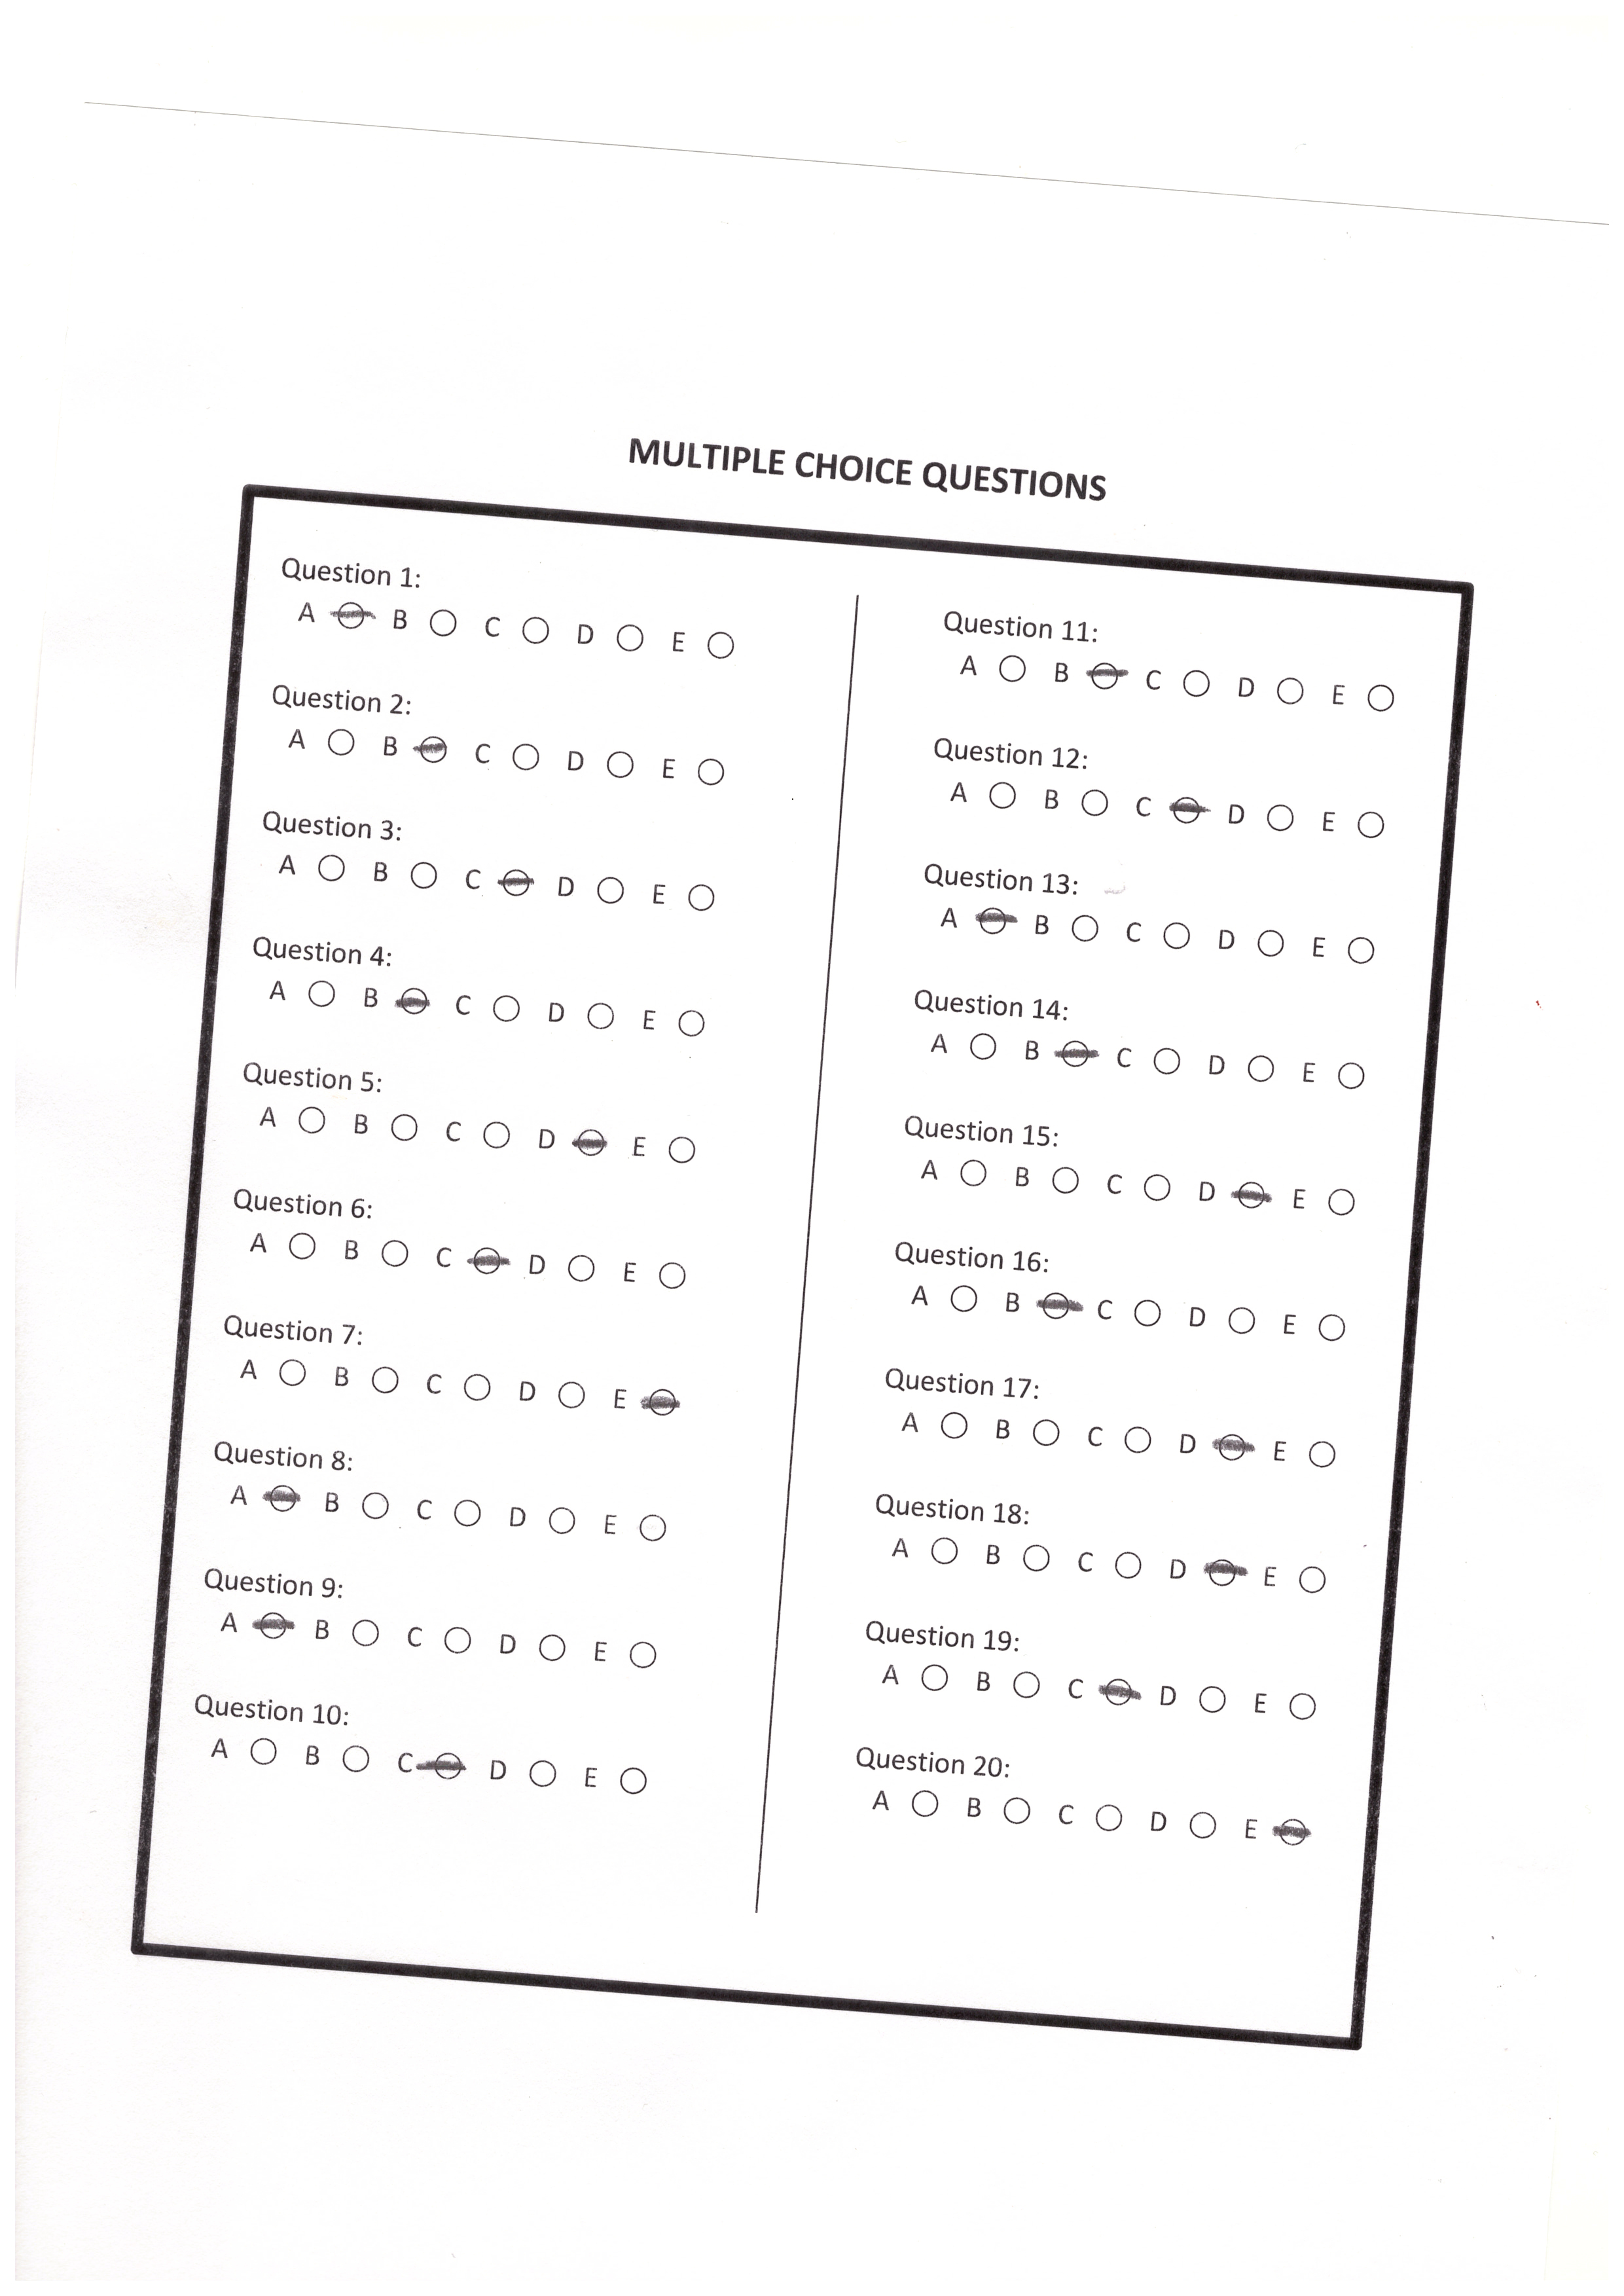 MULTIPLE CHOICE QUESTIONS
Question 1:
A B C D E
Question 2:
A B C D E
Question 3:
A B C D E
Question 4:
A B C D E
Question 5:
A B C D E
Question 6:
A B C D E
Question 7:
A B C D E
Question 8:
A B C D E
Question 9:
A B C D E
Question 10:
A B C D E
Question 11:
A B C D E
Question 12:
A B C D E
Question 13:
A B C D E
Question 14:
A B C D E
Question 15:
A B C D E
Question 16:
A B C D E
Question 17:
A B C D E
Question 18:
A B C D E
Question 19:
A B C D E
Question 20:
A B C D E